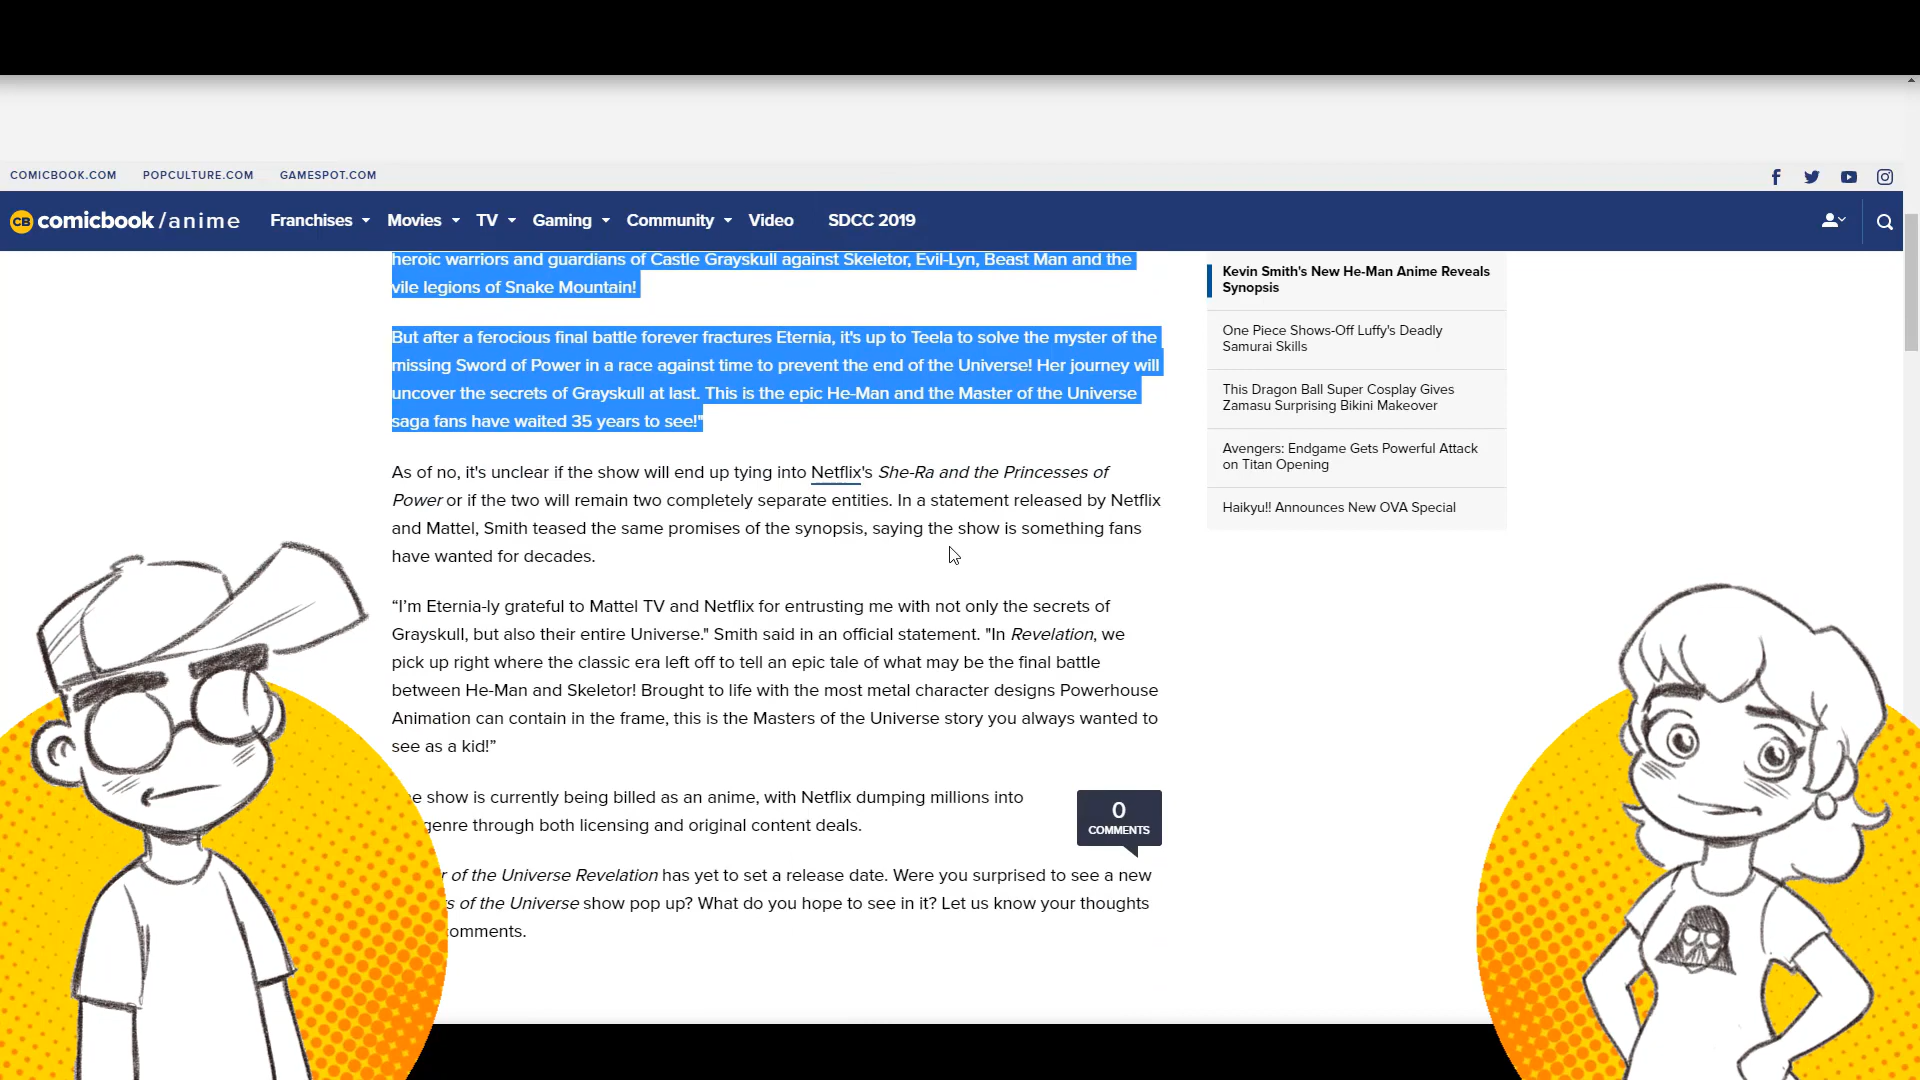 COMICBOOK.COM POPCULTURE.COM GAMESPOT.COM
CB comicbook/anime Franchises Movies TV Gaming Community Video SDCC 2019
heroic warriors and guardians of Castle Grayskull against Skeletor, Evil-Lyn, Beast Man and the
vile legions of Snake Mountain!
But after a ferocious final battle forever fractures Eternia, it's up to Teela to solve the myster of the
missing Sword of Power in a race against time to prevent the end of the Universe! Her journey will
uncover the secrets of Grayskull at last. This is the epic He-Man and the Master of the Universe
saga fans have waited 35 years to see!"
As of no, it's unclear if the show will end up tying into Netflix's She-Ra and the Princesses of
Power or if the two will remain two completely separate entities. In a statement released by Netflix
and Mattel, Smith teased the same promises of the synopsis, saying the show is something fans
have wanted for decades.
“I’m Eternia-ly grateful to Mattel TV and Netflix for entrusting me with not only the secrets of
Grayskull, but also their entire Universe." Smith said in an official statement. "In Revelation, we
pick up right where the classic era left off to tell an epic tale of what may be the final battle
between He-Man and Skeletor! Brought to life with the most metal character designs Powerhouse
Animation can contain in the frame, this is the Masters of the Universe story you always wanted to
see as a kid!”
e show is currently being billed as an anime, with Netflix dumping millions into
genre through both licensing and original content deals.
r of the Universe Revelation has yet to set a release date. Were you surprised to see a new
s of the Universe show pop up? What do you hope to see in it? Let us know your thoughts
omments.
0
COMMENTS
Kevin Smith's New He-Man Anime Reveals
Synopsis
One Piece Shows-Off Luffy's Deadly
Samurai Skills
This Dragon Ball Super Cosplay Gives
Zamasu Surprising Bikini Makeover
Avengers: Endgame Gets Powerful Attack
on Titan Opening
Haikyu!! Announces New OVA Special